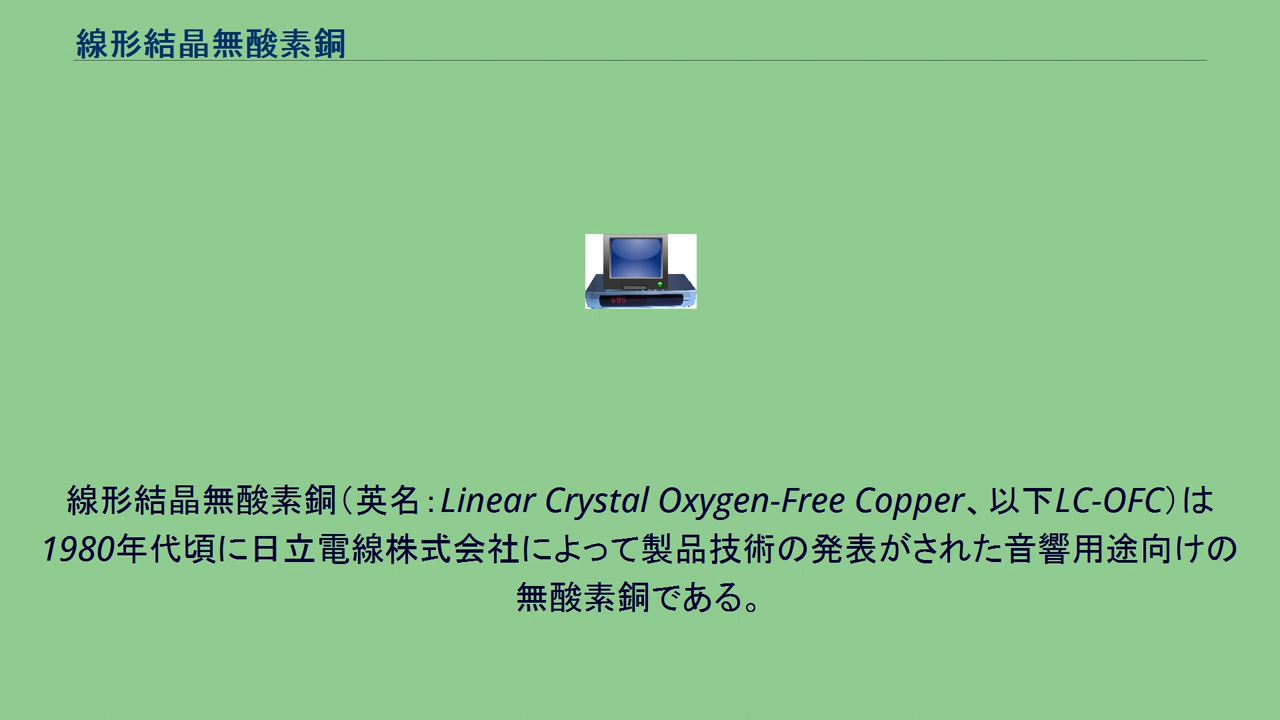 線形結晶無酸素銅
線形結晶無酸素銅（英名：Linear Crystal Oxygen-Free Copper、以下LC-OFC）は
1980年代頃に日立電線株式会社によって製品技術の発表がされた音響用途向けの
無酸素銅である。